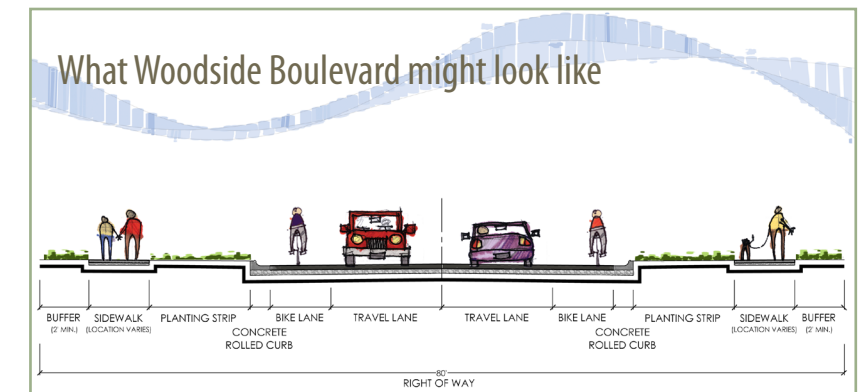 What Woodside Boulevard might look like
BUFFER SIDEWALK PLANTING STRIP BIKE LANE TRAVEL LANE TRAVEL LANE BIKE LANE PLANTING STRIP SIDEWALK BUFFER
(2' MIN.) (LOCATION VARIES) (LOCATION VARIES) (2' MIN.)
CONCRETE CONCRETE
ROLLED CURB ROLLED CURB
80'
RIGHT OF WAY